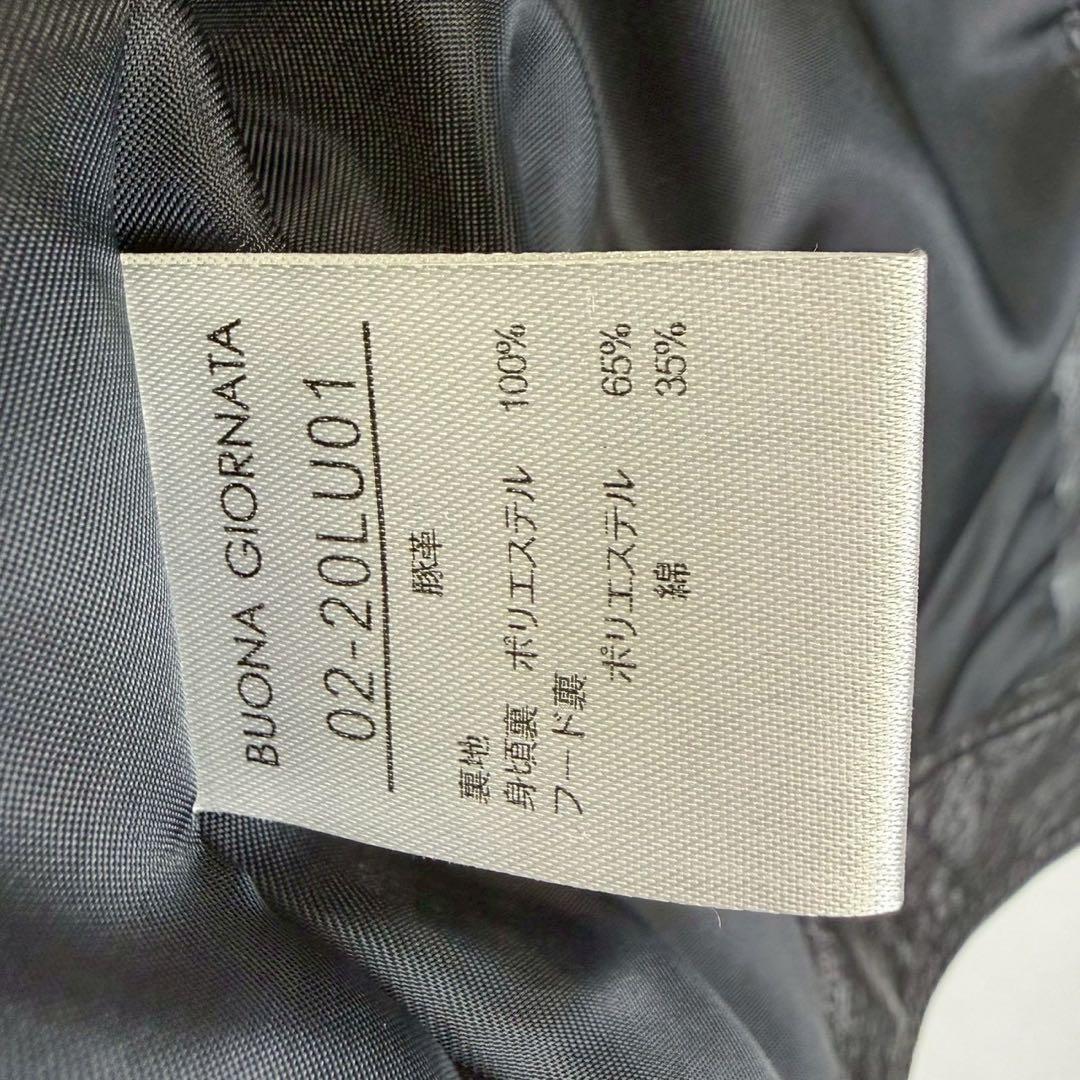 BUONA GIORNATA
02-20LU01
豚革
裏地
身頃裏 ポリエステル 100%
フード裏
ポリエステル 65%
綿 35%